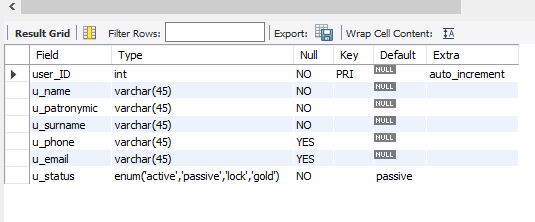 Result Grid Filter Rows: Export: Wrap Cell Content: IA
Field Type Null Key Default Extra
user_ID int NO PRI NULL auto_increment
u_name varchar(45) NO NULL
u_patronymic varchar(45) NO NULL
u_surname varchar(45) NO NULL
u_phone varchar(45) YES NULL
u_email varchar(45) YES NULL
u_status enum('active','passive','lock','gold') NO passive